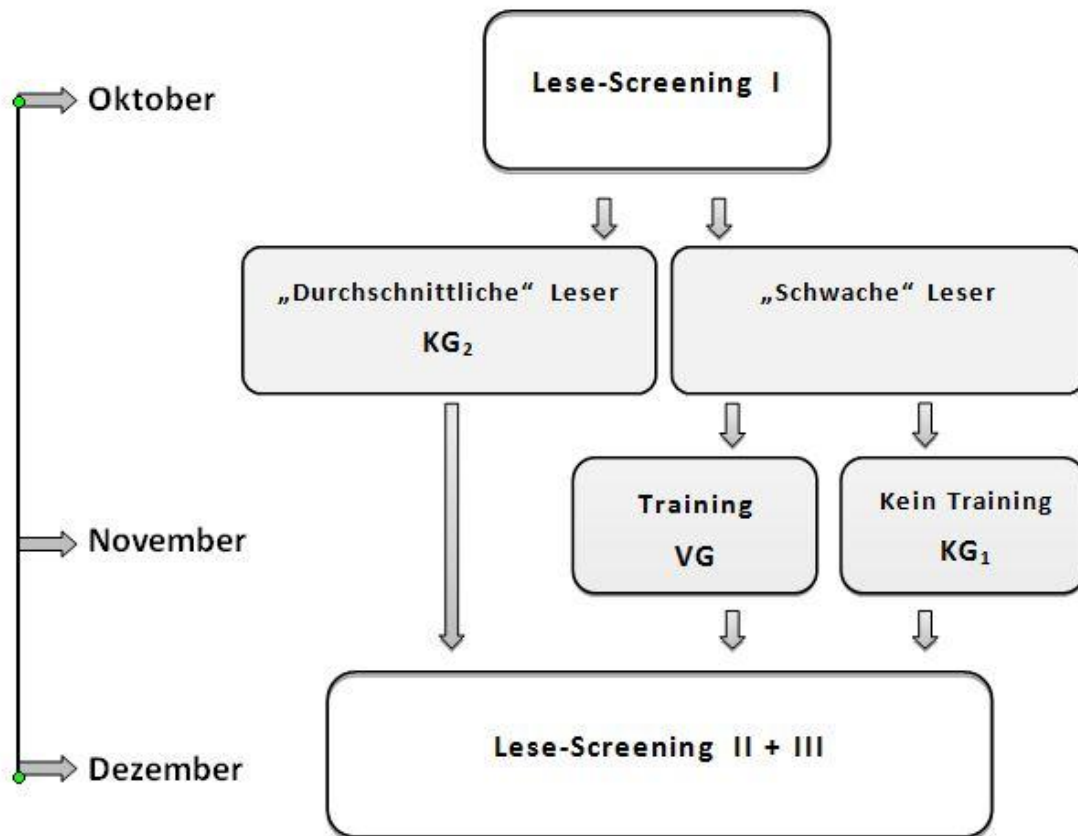 Oktober
Lese-Screening I
„Durchschnittliche“ Leser
KG₂
„Schwache“ Leser
November
Training
VG
Kein Training
KG₁
Dezember
Lese-Screening II + III